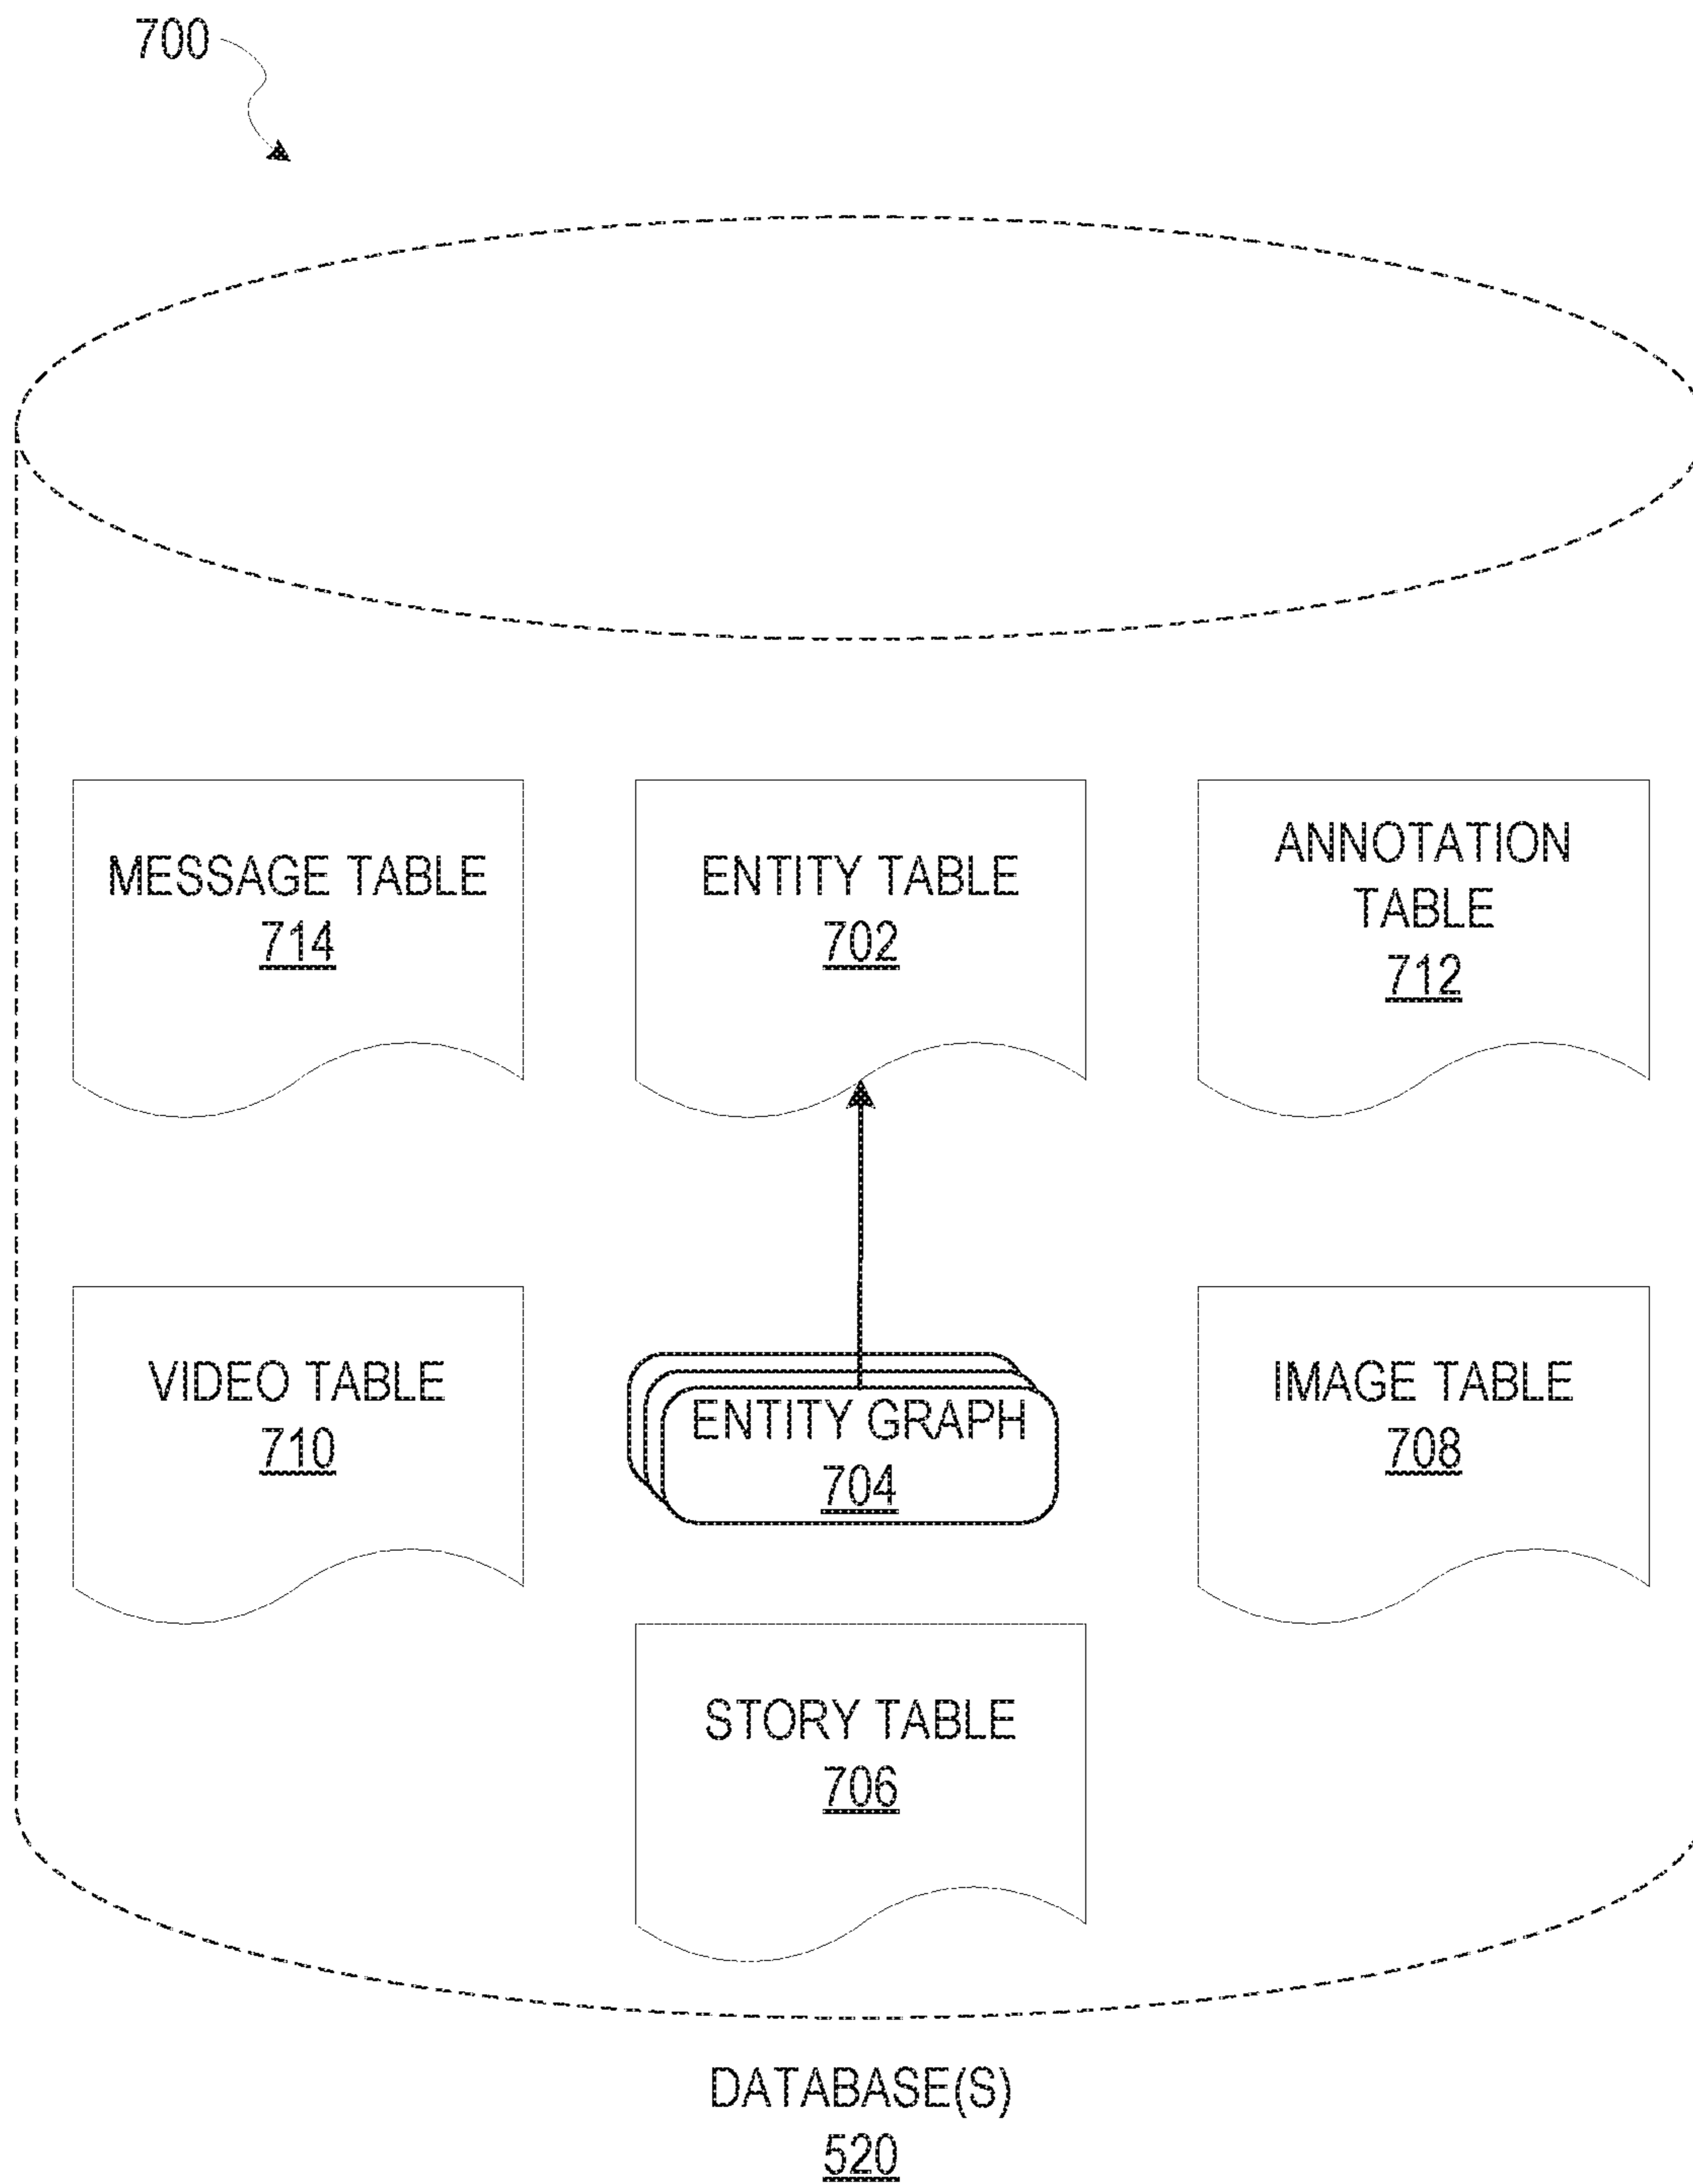 700
MESSAGE TABLE
714
ENTITY TABLE
702
ANNOTATION
TABLE
712
VIDEO TABLE
710
ENTITY GRAPH
704
IMAGE TABLE
708
STORY TABLE
706
DATABASE(S)
520